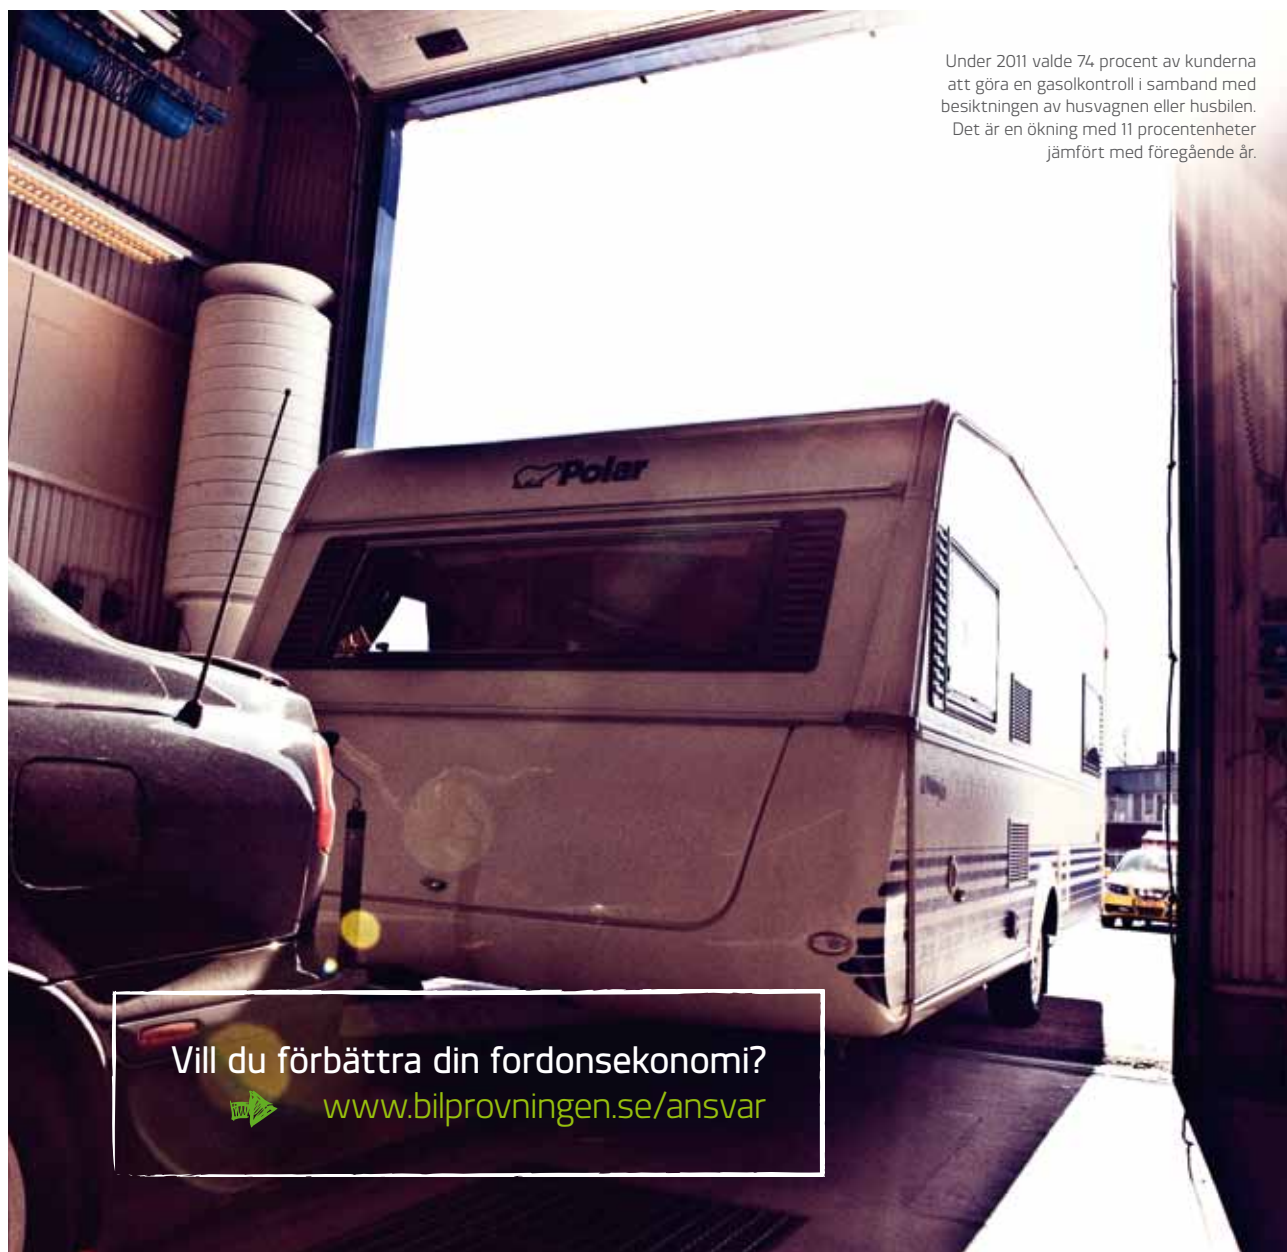 Under 2011 valde 74 procent av kunderna
att göra en gasolkontroll i samband med
besiktningen av husvagnen eller husbilen.
Det är en ökning med 11 procentenheter
jämfört med föregående år.
Polar
Vill du förbättra din fordonsekonomi?
www.bilprovningen.se/ansvar